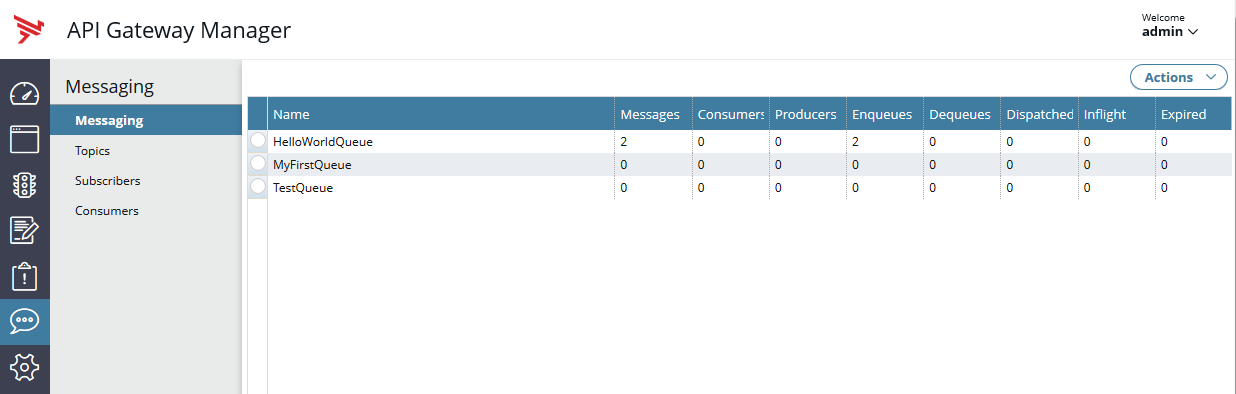 API Gateway Manager
Welcome
admin
Messaging
Messaging
Topics
Subscribers
Consumers
Actions
Name Messages Consumers Producers Enqueues Dequeues Dispatched Inflight Expired
HelloWorldQueue 2 0 0 2 0 0 0 0
MyFirstQueue 0 0 0 0 0 0 0 0
TestQueue 0 0 0 0 0 0 0 0